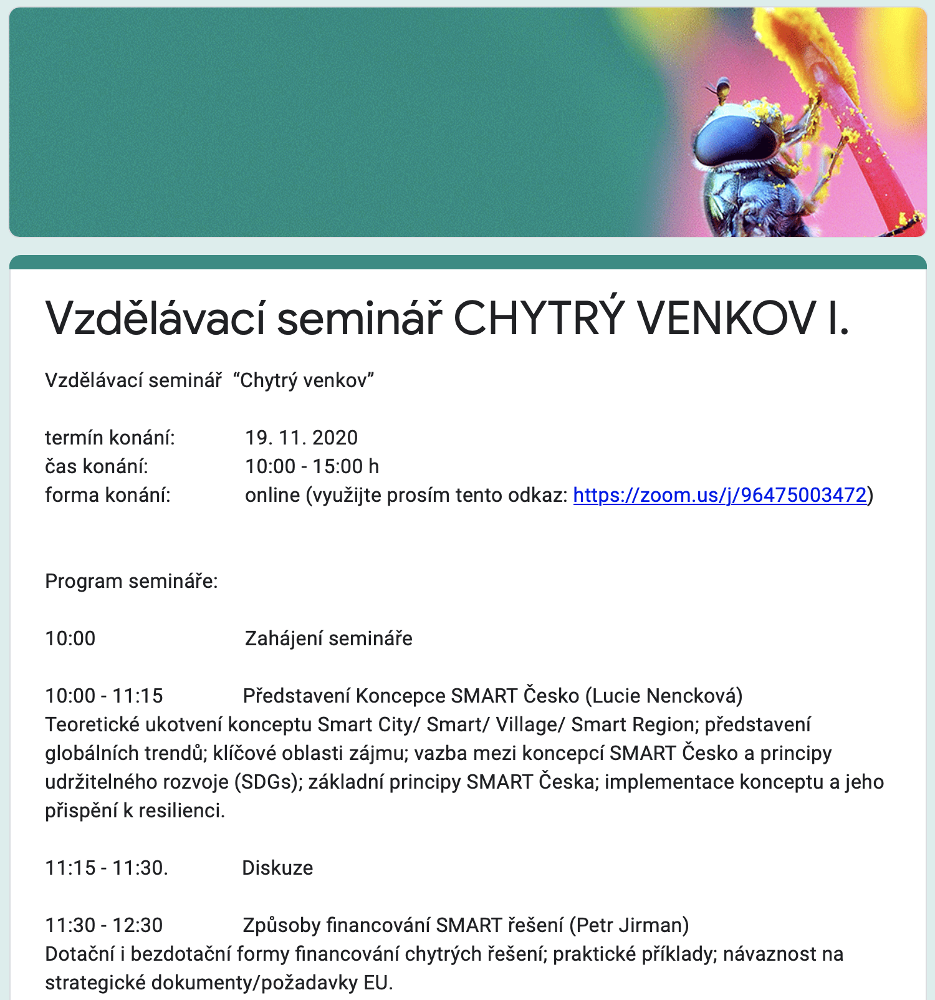 Vzdělávací seminář CHYTRÝ VENKOV I.
Vzdělávací seminář “Chytrý venkov”
termín konání: 19. 11. 2020
čas konání: 10:00 - 15:00 h
forma konání: online (využijte prosím tento odkaz: https://zoom.us/j/96475003472)
Program semináře:
10:00 Zahájení semináře
10:00 - 11:15 Představení Koncepce SMART Česko (Lucie Nencková)
Teoretické ukotvení konceptu Smart City/ Smart/ Village/ Smart Region; představení
globálních trendů; klíčové oblasti zájmu; vazba mezi koncepcí SMART Česko a principy
udržitelného rozvoje (SDGs); základní principy SMART Česka; implementace konceptu a jeho
přispění k resilienci.
11:15 - 11:30. Diskuze
11:30 - 12:30 Způsoby financování SMART řešení (Petr Jirman)
Dotační i bezdotační formy financování chytrých řešení; praktické příklady; návaznost na
strategické dokumenty/požadavky EU.